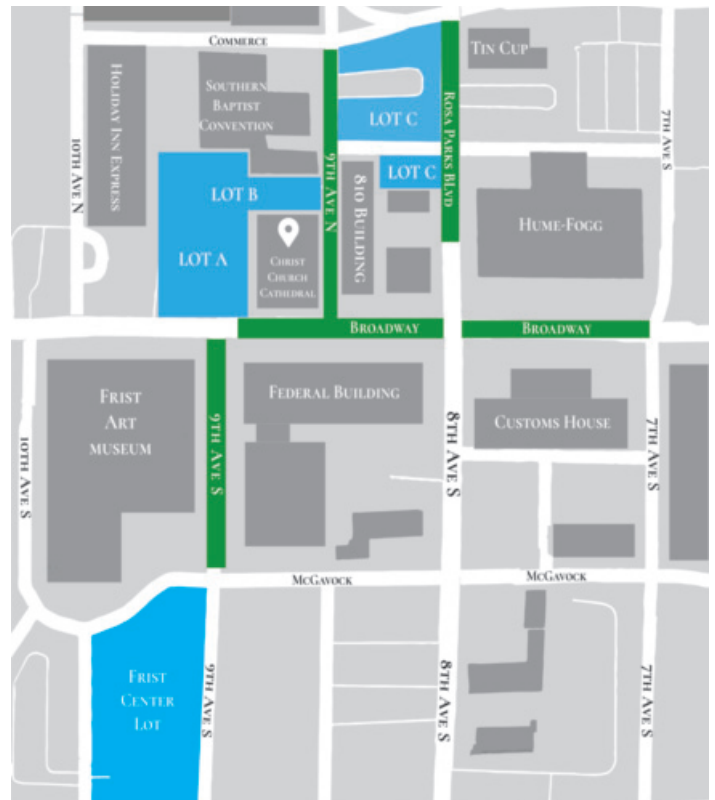 COMMERCE
TIN CUP
HOLIDAY INN EXPRESS
SOUTHERN
BAPTIST
CONVENTION
LOT C
ROSA PARKS BLVD
7TH AVE S
10TH AVE N
9TH AVE N
LOT C
LOT B
810 BUILDING
HUME-FOGG
LOT A
CHRIST
CHURCH
CATHEDRAL
BROADWAY
BROADWAY
FRIST
ART
MUSEUM
FEDERAL BUILDING
9TH AVE S
10TH AVE S
8TH AVE S
CUSTOMS HOUSE
7TH AVE S
MCGAVOCK
MCGAVOCK
FRIST
CENTER
LOT
9TH AVE S
8TH AVE S
7TH AVE S